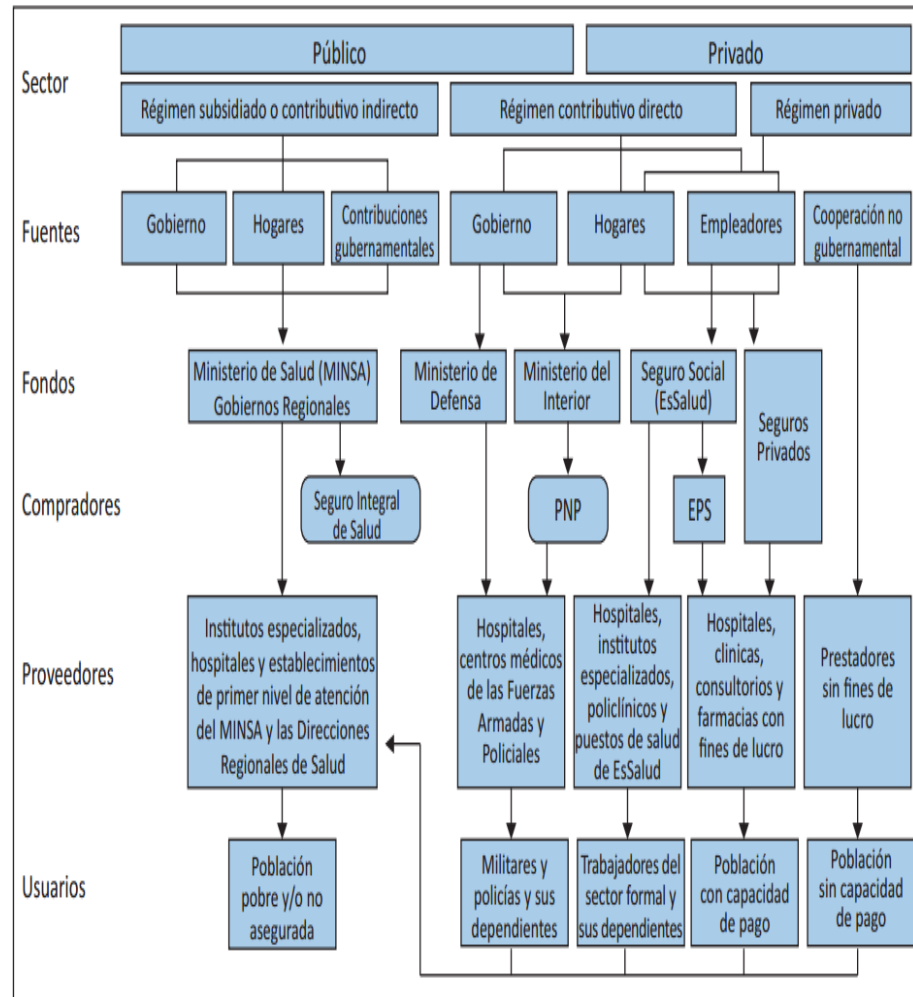 Sector
Público
Privado
Régimen subsidiado o contributivo indirecto
Régimen contributivo directo
Régimen privado
Fuentes
Gobierno
Hogares
Contribuciones
gubernamentales
Gobierno
Hogares
Empleadores
Cooperación no
gubernamental
Fondos
Ministerio de Salud (MINSA)
Gobiernos Regionales
Ministerio de
Defensa
Ministerio del
Interior
Seguro Social
(EsSalud)
Seguros
Privados
Compradores
Seguro Integral
de Salud
PNP
EPS
Proveedores
Institutos especializados,
hospitales y establecimientos
de primer nivel de atención
del MINSA y las Direcciones
Regionales de Salud
Hospitales,
centros médicos
de las Fuerzas
Armadas y
Policiales
Hospitales,
institutos
especializados,
policlínicos y
puestos de salud
de EsSalud
Hospitales,
clinicas,
consultorios y
farmacias con
fines de lucro
Prestadores
sin fines de
lucro
Usuarios
Población
pobre y/o no
asegurada
Militares y
policías y sus
dependientes
Trabajadores del
sector formal y
sus dependientes
Población
con capacidad
de pago
Población
sin capacidad
de pago